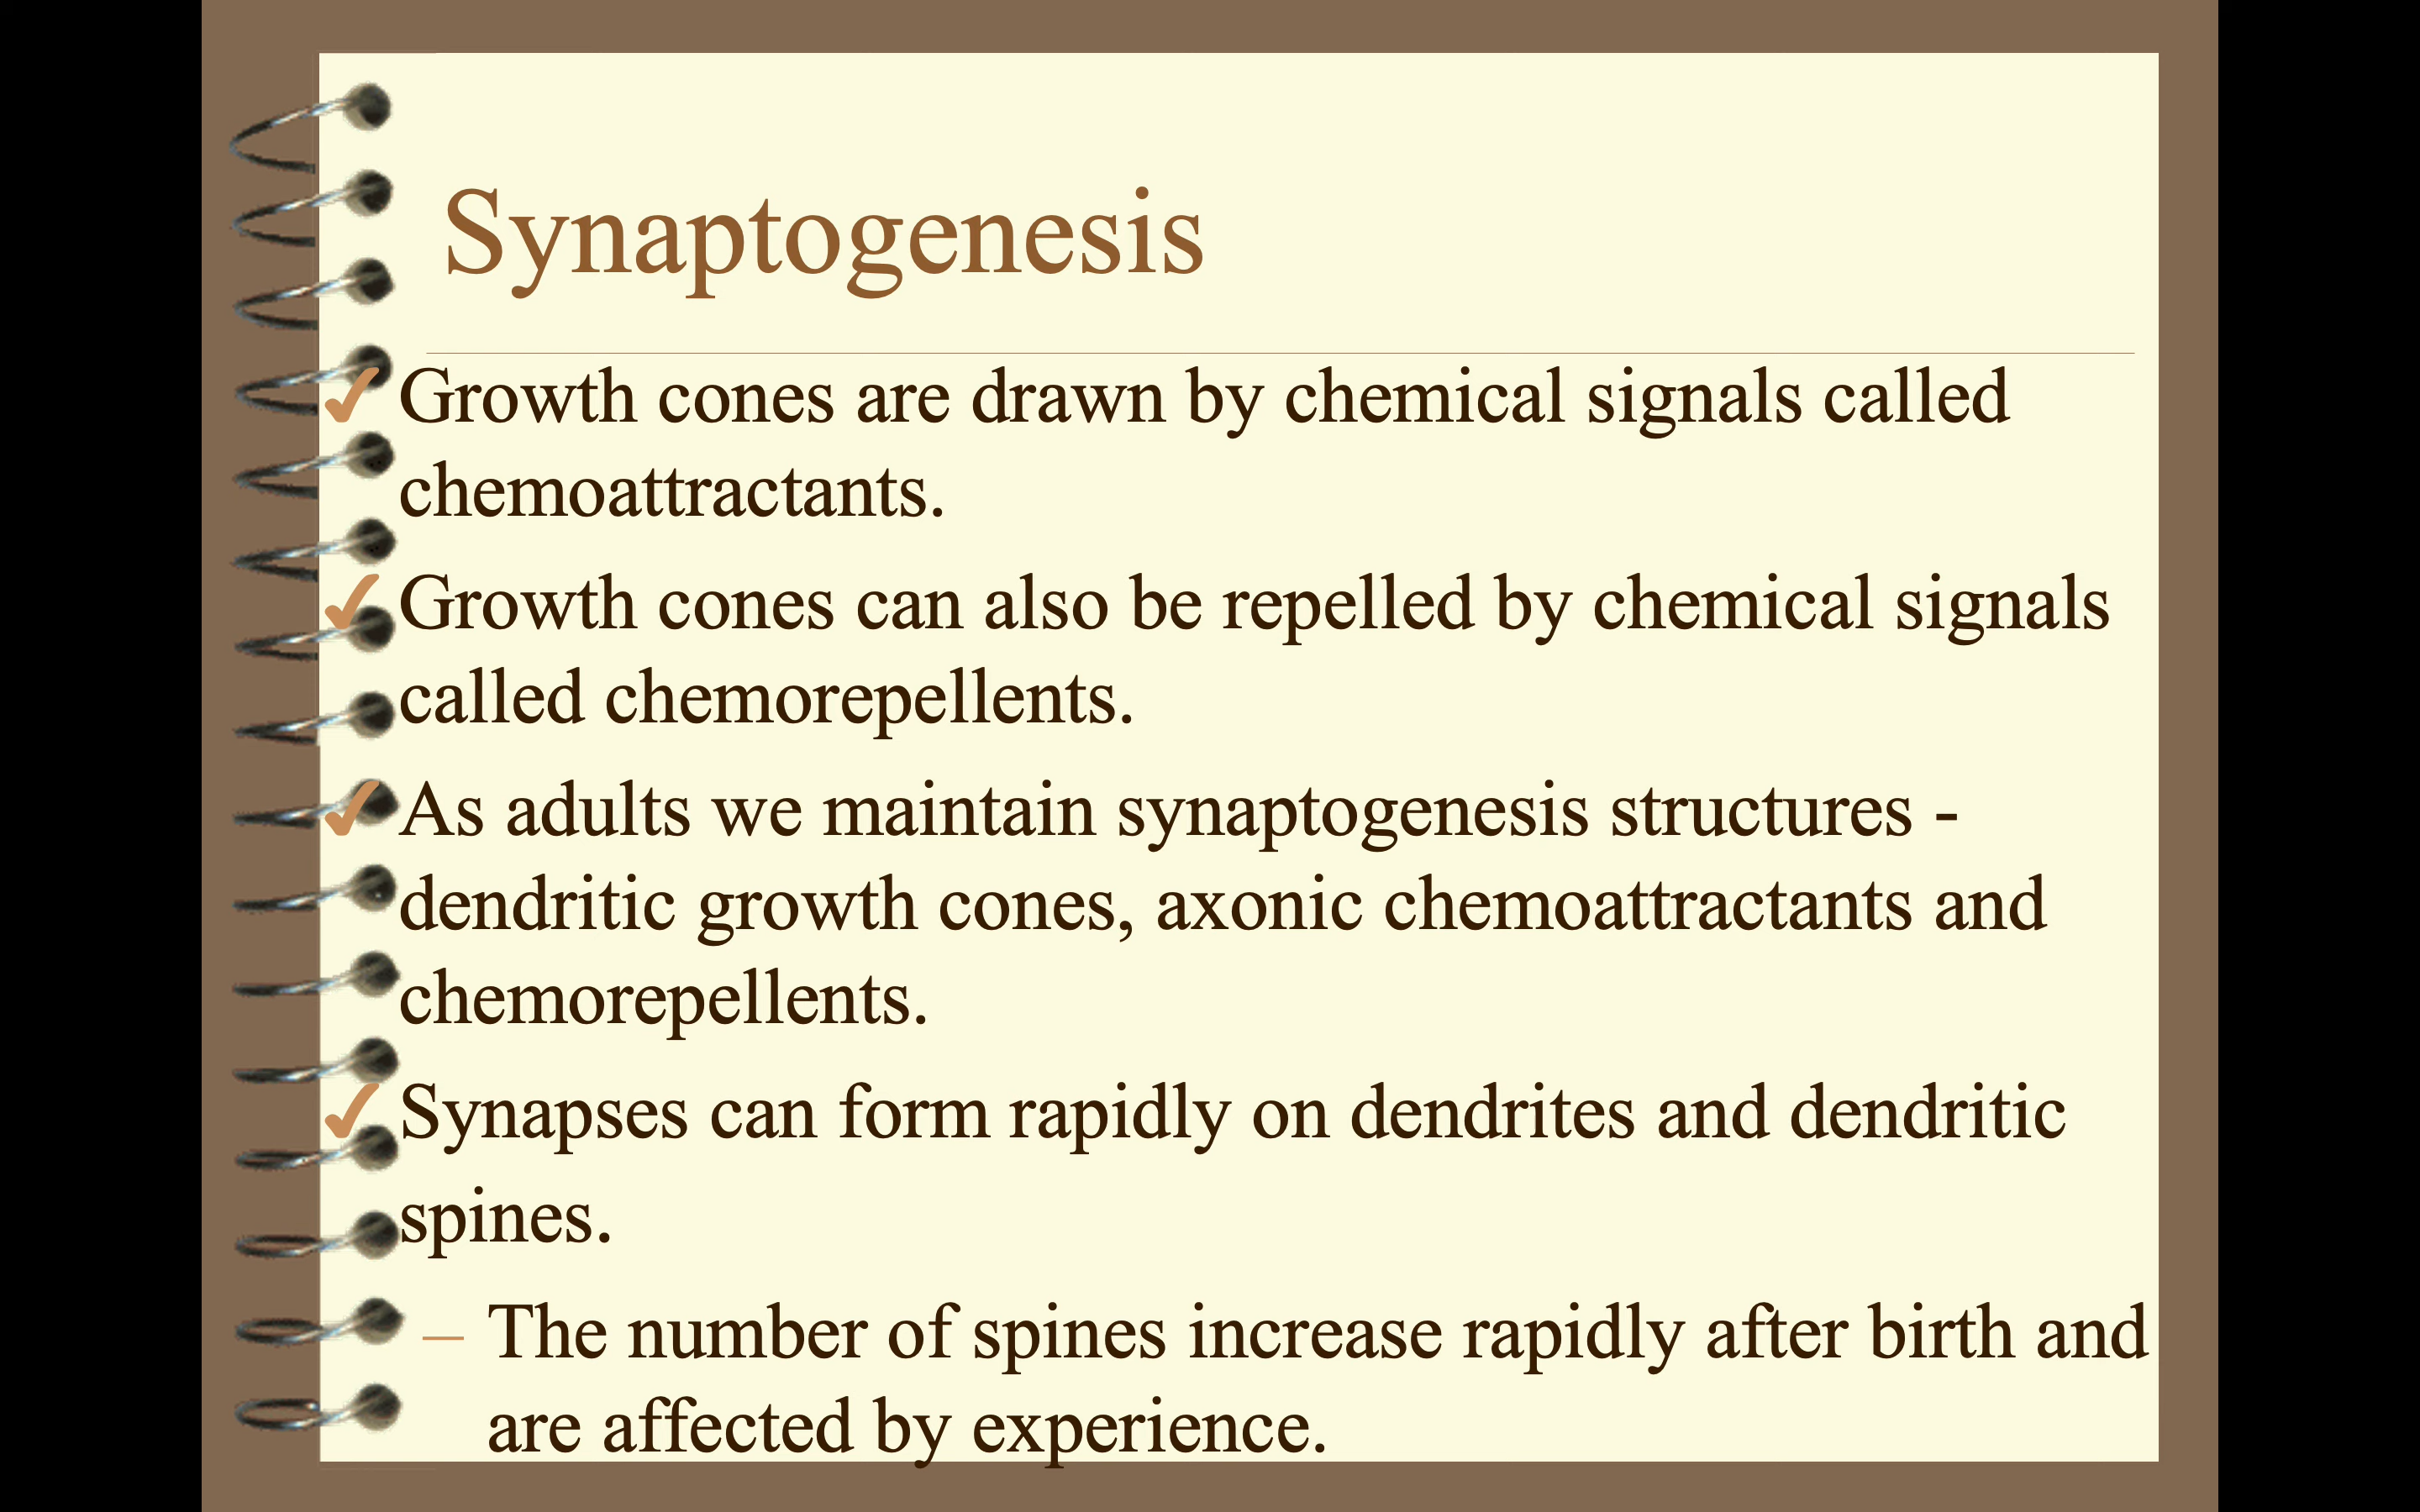 Synaptogenesis
✓Growth cones are drawn by chemical signals called
chemoattractants.
✓Growth cones can also be repelled by chemical signals
called chemorepellents.
✓As adults we maintain synaptogenesis structures -
dendritic growth cones, axonic chemoattractants and
chemorepellents.
✓Synapses can form rapidly on dendrites and dendritic
spines.
– The number of spines increase rapidly after birth and
are affected by experience.